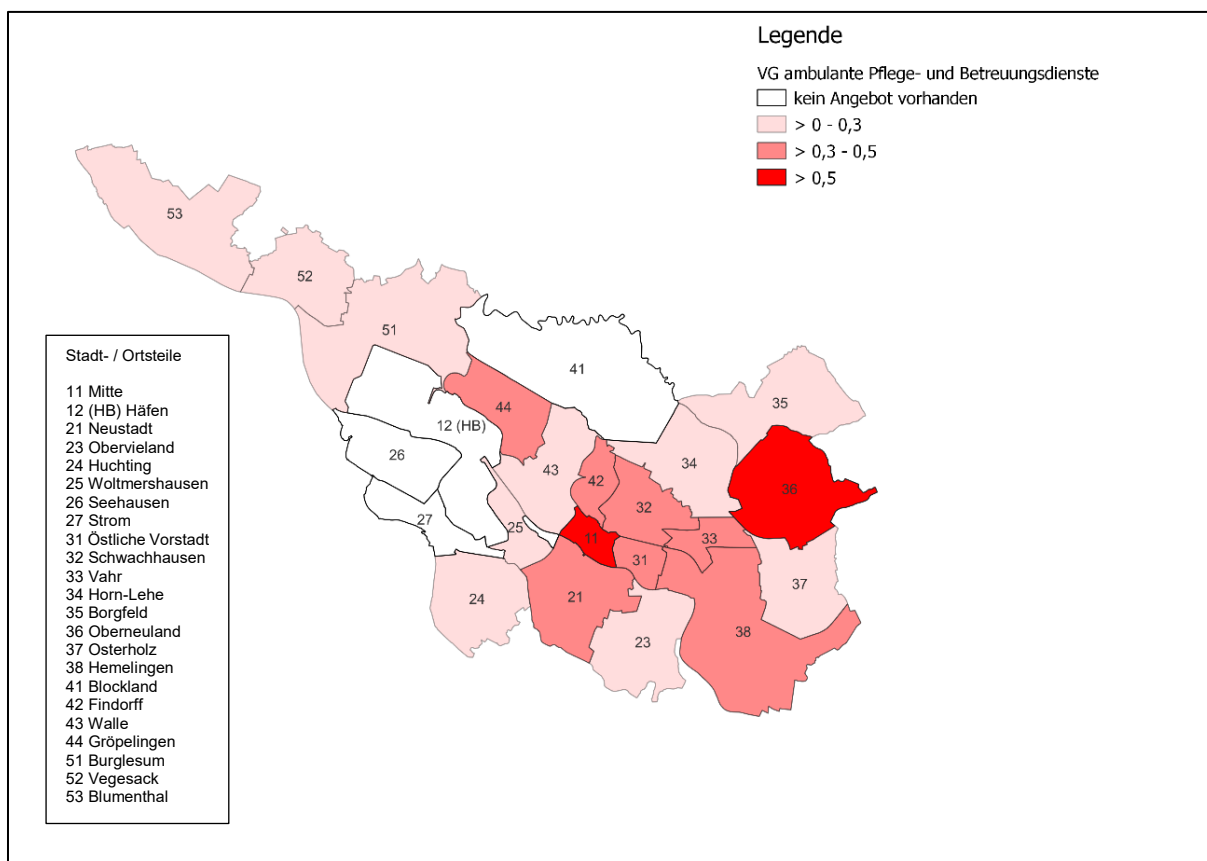 Legende
VG ambulante Pflege- und Betreuungsdienste
kein Angebot vorhanden
> 0 - 0,3
> 0,3 - 0,5
> 0,5
53
52
51
41
35
44
12 (HB)
26
43
34
42
36
32
27
25
11
33
31
37
24
21
23
38
Stadt- / Ortsteile
11 Mitte
12 (HB) Häfen
21 Neustadt
23 Obervieland
24 Huchting
25 Woltmershausen
26 Seehausen
27 Strom
31 Östliche Vorstadt
32 Schwachhausen
33 Vahr
34 Horn-Lehe
35 Borgfeld
36 Oberneuland
37 Osterholz
38 Hemelingen
41 Blockland
42 Findorff
43 Walle
44 Gröpelingen
51 Burglesum
52 Vegesack
53 Blumenthal